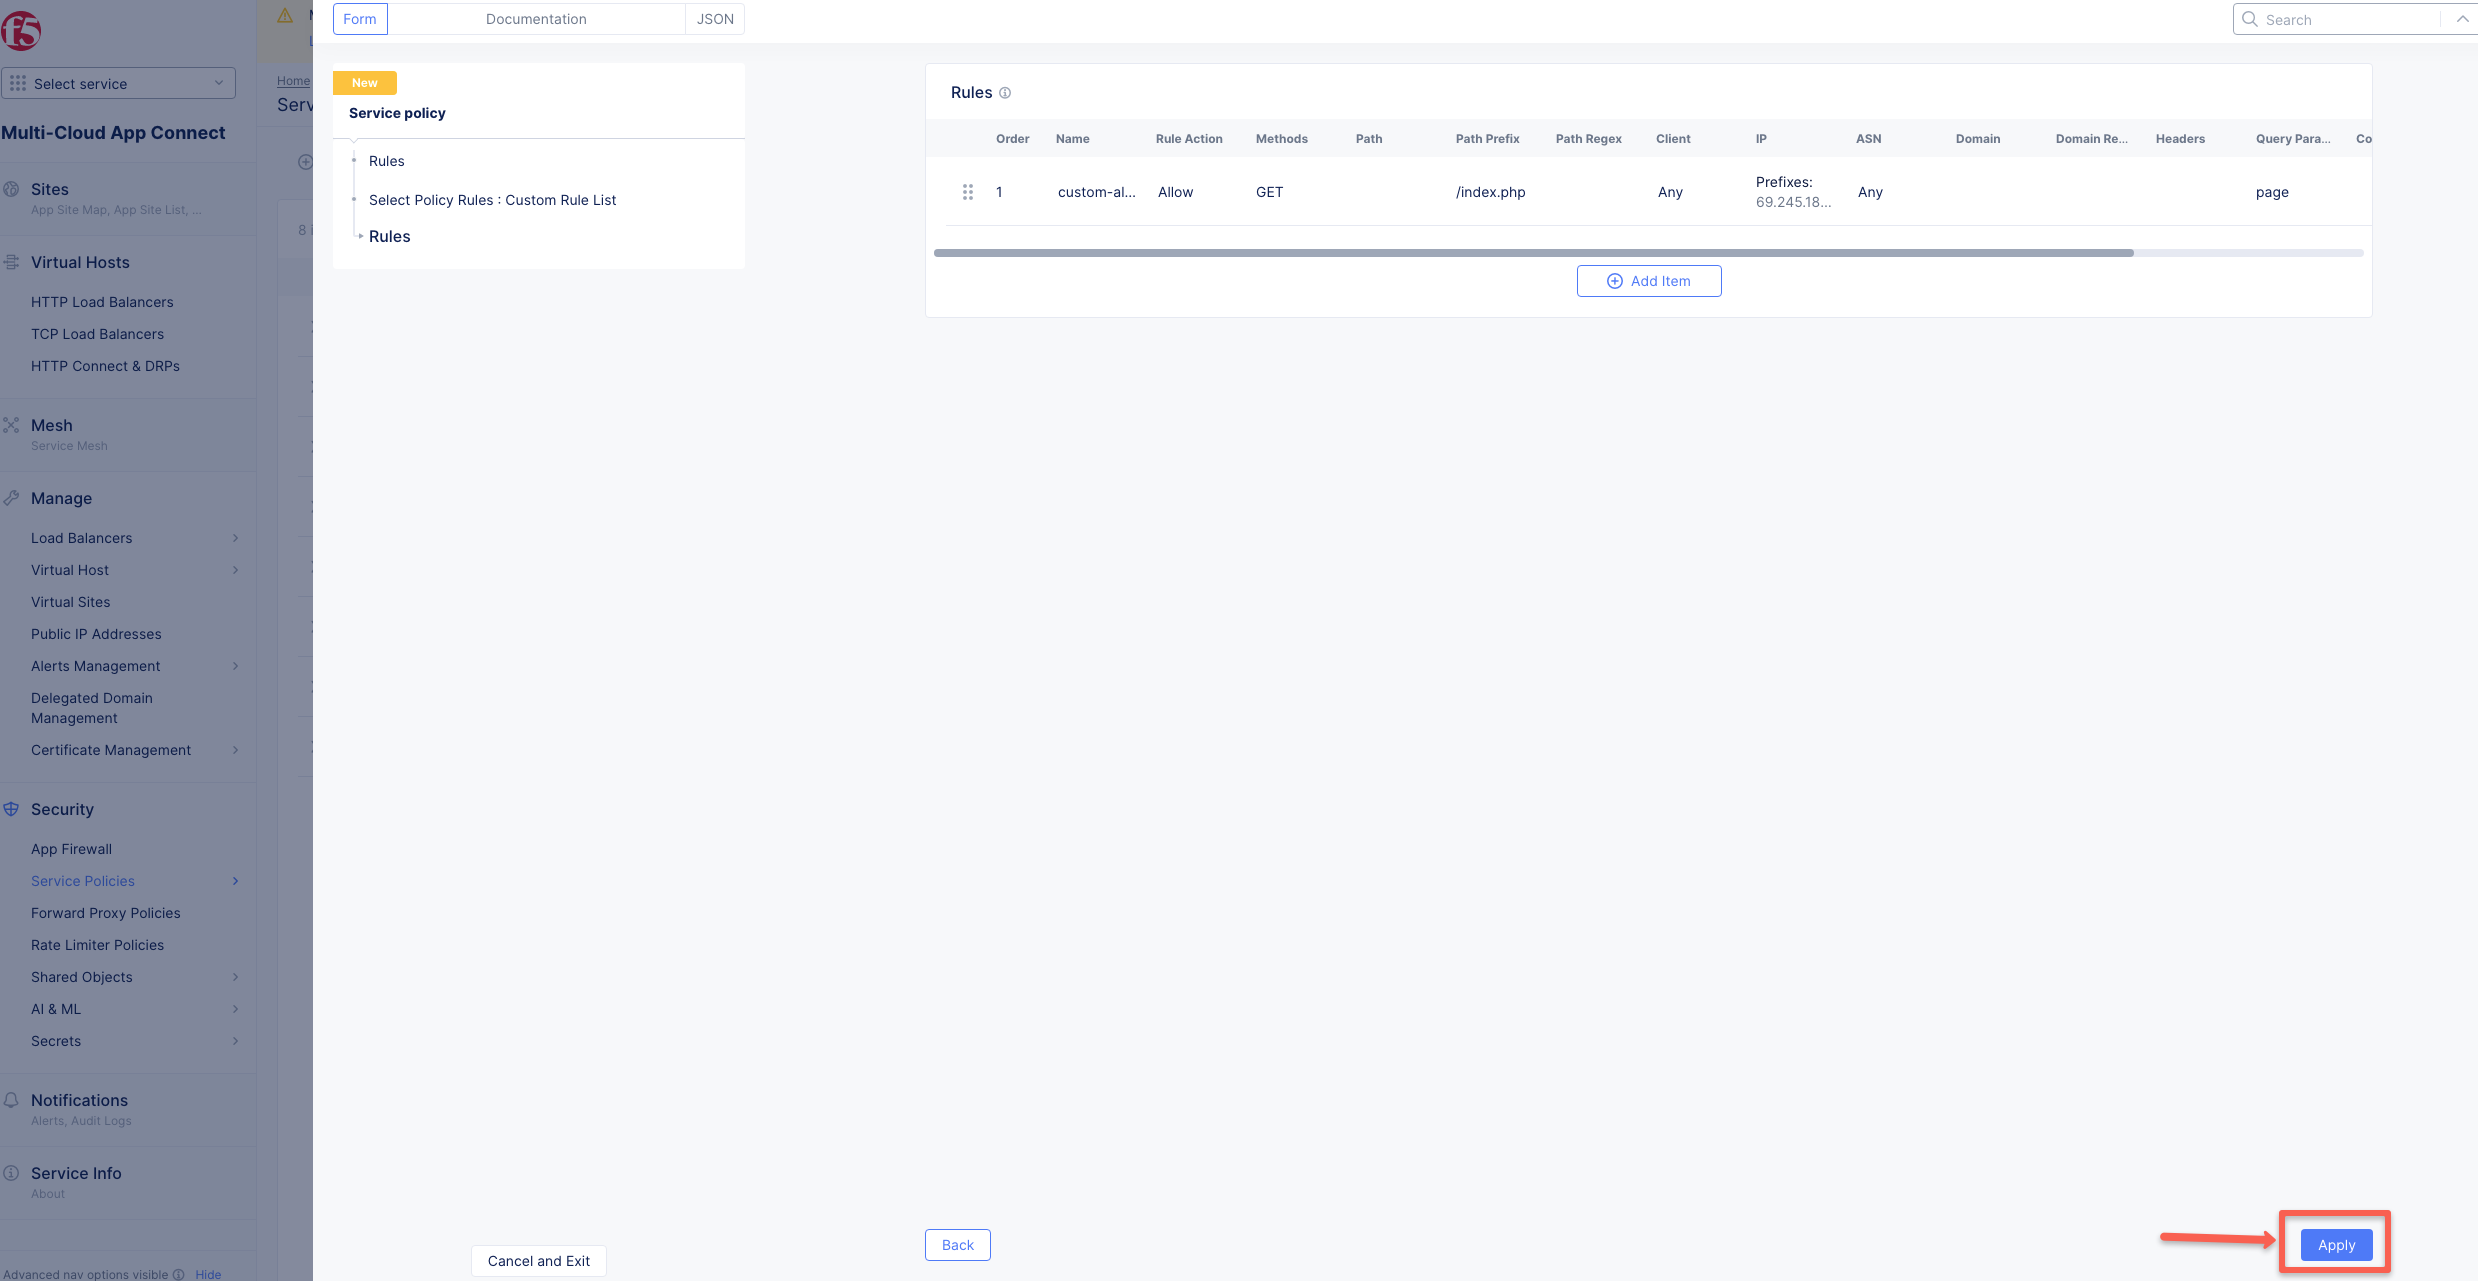 Form
Documentation
JSON
Search
f5
Select service
Multi-Cloud App Connect
Sites
App Site Map, App Site List, ...
Virtual Hosts
HTTP Load Balancers
TCP Load Balancers
HTTP Connect & DRPs
Mesh
Service Mesh
Manage
Load Balancers
Virtual Host
Virtual Sites
Public IP Addresses
Alerts Management
Delegated Domain
Management
Certificate Management
Security
App Firewall
Service Policies
Forward Proxy Policies
Rate Limiter Policies
Shared Objects
AI & ML
Secrets
Notifications
Alerts, Audit Logs
Service Info
About
Advanced nav options visible Hide
Home
Serv
8 i
New
Service policy
Rules
Select Policy Rules : Custom Rule List
Rules
Rules
Order Name Rule Action Methods Path Path Prefix Path Regex Client IP ASN Domain Domain Re... Headers Query Para... Co
1 custom-al... Allow GET /index.php Any Prefixes: 69.245.18... Any page
Add Item
Cancel and Exit
Back
Apply